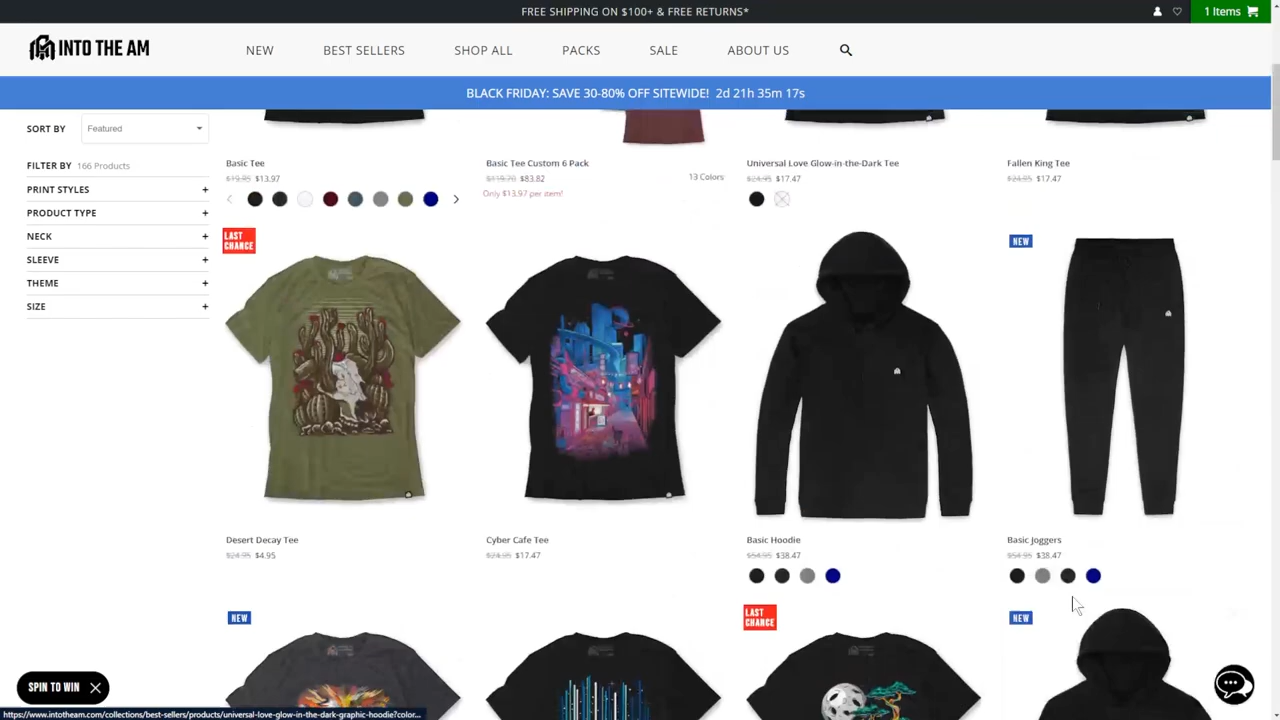 FREE SHIPPING ON $100+ & FREE RETURNS*
1 Items
INTO THE AM
NEW
BEST SELLERS
SHOP ALL
PACKS
SALE
ABOUT US
BLACK FRIDAY: SAVE 30-80% OFF SITEWIDE! 2d 21h 35m 17s
SORT BY
Featured
FILTER BY 166 Products
PRINT STYLES +
PRODUCT TYPE +
NECK +
SLEEVE +
THEME +
SIZE +
Basic Tee
$19.95 $13.97
Basic Tee Custom 6 Pack
$119.70 $83.82
13 Colors
Only $13.97 per item!
Universal Love Glow-in-the-Dark Tee
$24.95 $17.47
Fallen King Tee
$24.95 $17.47
LAST
CHANCE
Desert Decay Tee
$24.95 $4.95
Cyber Cafe Tee
$24.95 $17.47
Basic Hoodie
$54.95 $38.47
NEW
Basic Joggers
$54.95 $38.47
NEW
LAST
CHANCE
NEW
SPIN TO WIN
https://www.intotheam.com/collections/best-sellers/products/universal-love-glow-in-the-dark-graphic-hoodie?color...